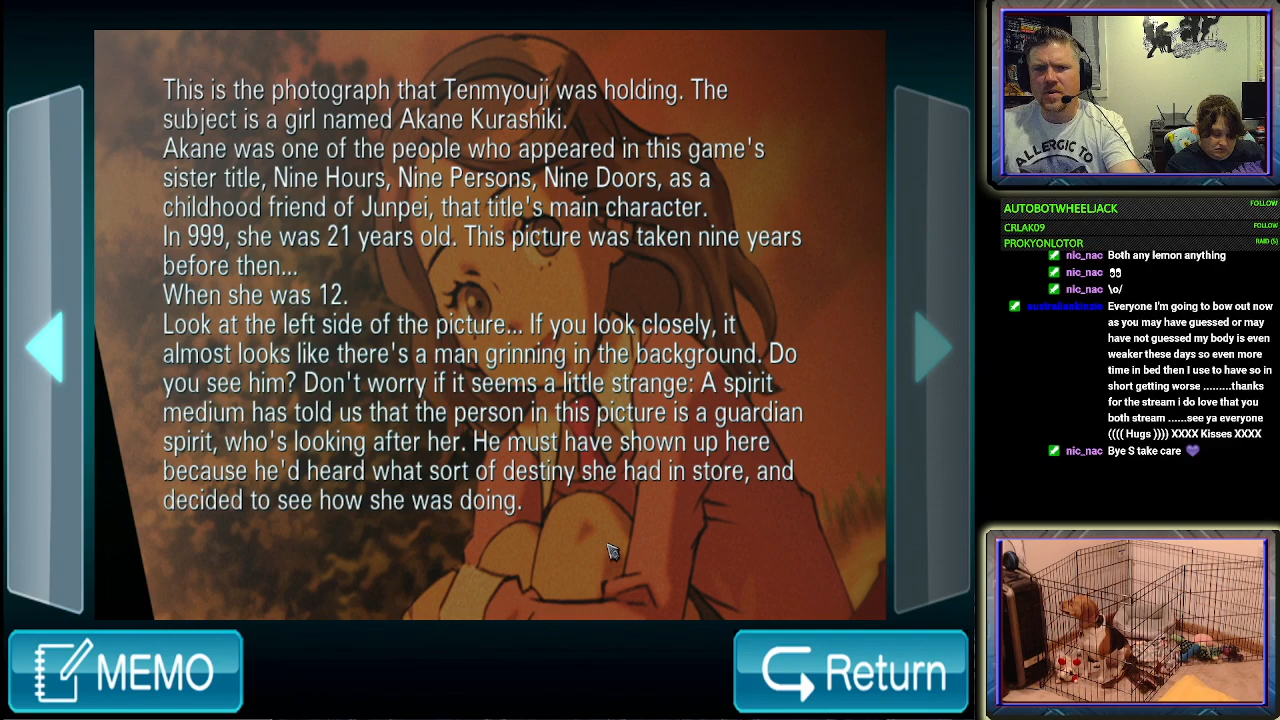 This is the photograph that Tenmyouji was holding. The
subject is a girl named Akane Kurashiki.
Akane was one of the people who appeared in this game's
sister title, Nine Hours, Nine Persons, Nine Doors, as a
childhood friend of Junpei, that title's main character.
In 999, she was 21 years old. This picture was taken nine years
before then...
When she was 12.
Look at the left side of the picture... If you look closely, it
almost looks like there's a man grinning in the background. Do
you see him? Don't worry if it seems a little strange: A spirit
medium has told us that the person in this picture is a guardian
spirit, who's looking after her. He must have shown up here
because he'd heard what sort of destiny she had in store, and
decided to see how she was doing.
MEMO
Return
ALLERGIC TO
AUTOBOTWHEELJACK FOLLOW
CRLAK09 FOLLOW
PROKYONLOTOR RAID (5)
nic_nac Both any lemon anything
nic_nac
nic_nac \o/
Everyone I'm going to bow out now
as you may have guessed or may
have not guessed my body is even
weaker these days so even more
time in bed then I use to have so in
short getting worse .........thanks
for the stream i do love that you
both stream ......see ya everyone
(((( Hugs )))) XXXX Kisses XXXX
nic_nac Bye S take care 💜